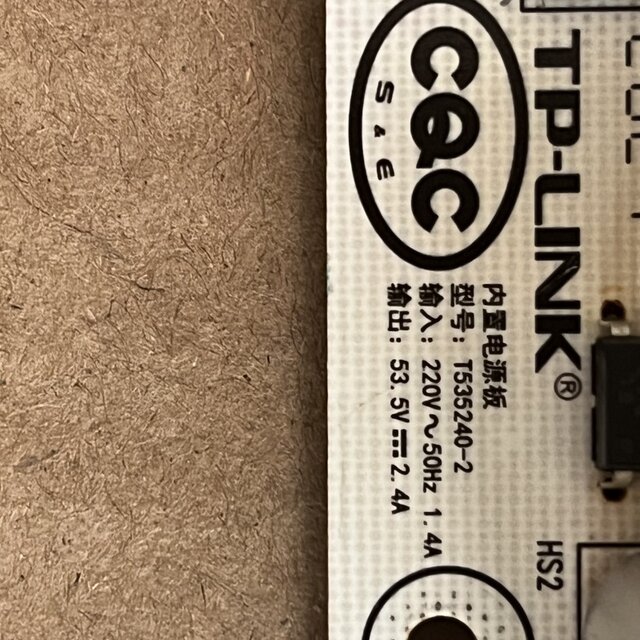 TP-LINK®
CQC
S & E
内置电源板
型号: T535240-2
输入: 220V～50Hz 1.4A
输出: 53.5V⎓2.4A
HS2